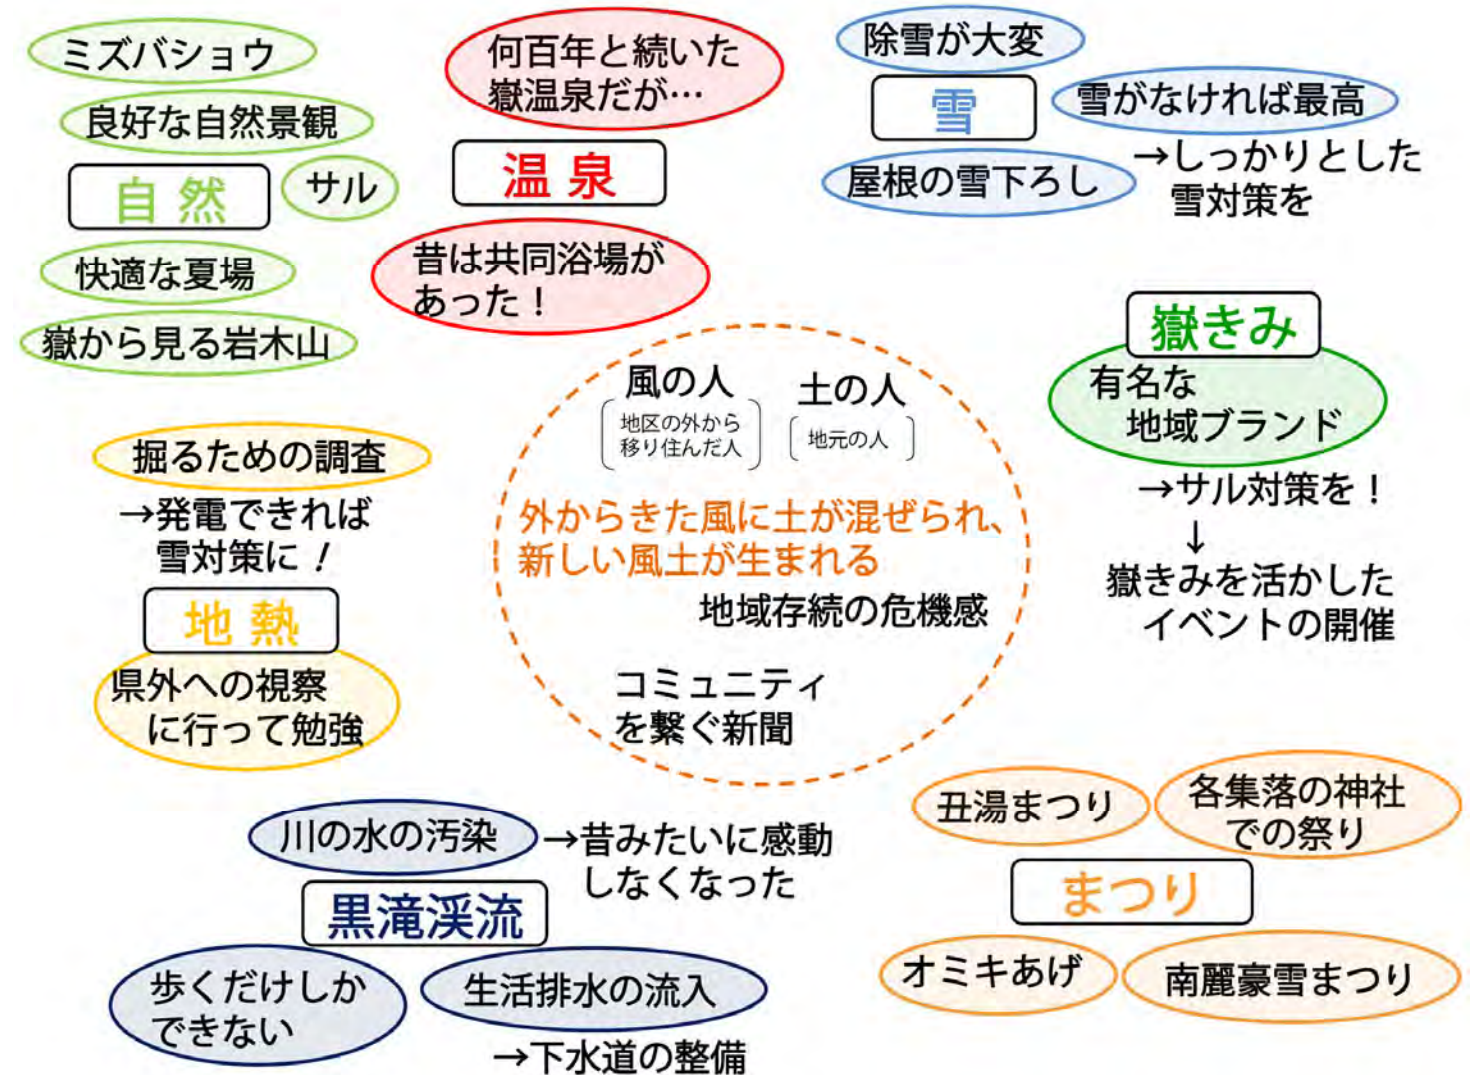 ミズバショウ
良好な自然景観
自然
サル
快適な夏場
嶽から見る岩木山
何百年と続いた
嶽温泉だが…
温泉
昔は共同浴場が
あった！
除雪が大変
雪
雪がなければ最高
→しっかりとした
雪対策を
屋根の雪下ろし
嶽きみ
有名な
地域ブランド
→サル対策を！
↓
嶽きみを活かした
イベントの開催
風の人
地区の外から
移り住んだ人
土の人
地元の人
外からきた風に土が混ぜられ、
新しい風土が生まれる
地域存続の危機感
コミュニティ
を繋ぐ新聞
掘るための調査
→発電できれば
雪対策に！
地熱
県外への視察
に行って勉強
川の水の汚染
→昔みたいに感動
しなくなった
黒滝渓流
歩くだけしか
できない
生活排水の流入
→下水道の整備
丑湯まつり
各集落の神社
での祭り
まつり
オミキあげ
南麗豪雪まつり